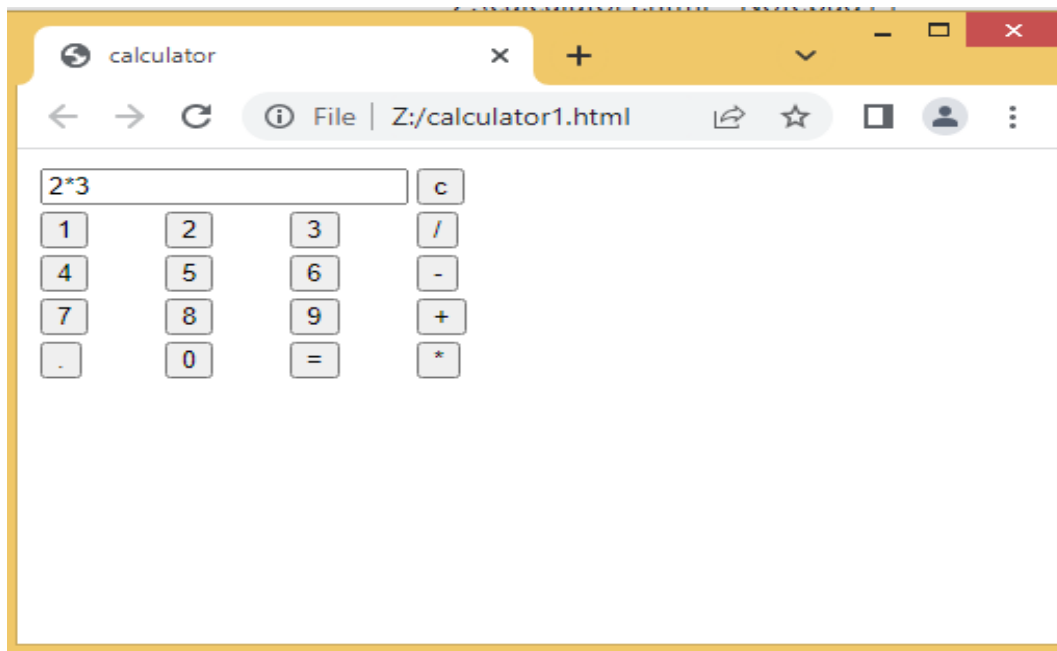 calculator
File Z:/calculator1.html
2*3 c
1 2 3 /
4 5 6 -
7 8 9 +
. 0 = *